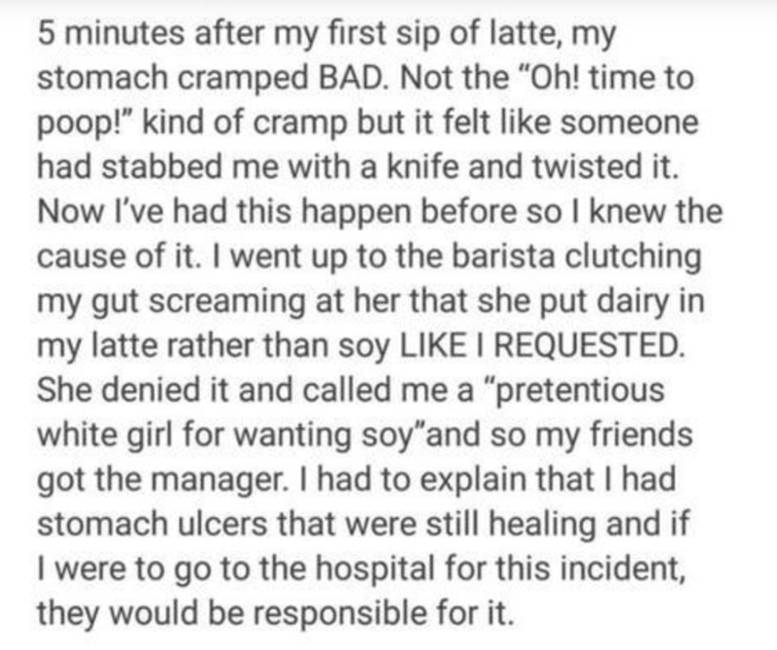 5 minutes after my first sip of latte, my
stomach cramped BAD. Not the “Oh! time to
poop!” kind of cramp but it felt like someone
had stabbed me with a knife and twisted it.
Now I’ve had this happen before so I knew the
cause of it. I went up to the barista clutching
my gut screaming at her that she put dairy in
my latte rather than soy LIKE I REQUESTED.
She denied it and called me a “pretentious
white girl for wanting soy”and so my friends
got the manager. I had to explain that I had
stomach ulcers that were still healing and if
I were to go to the hospital for this incident,
they would be responsible for it.